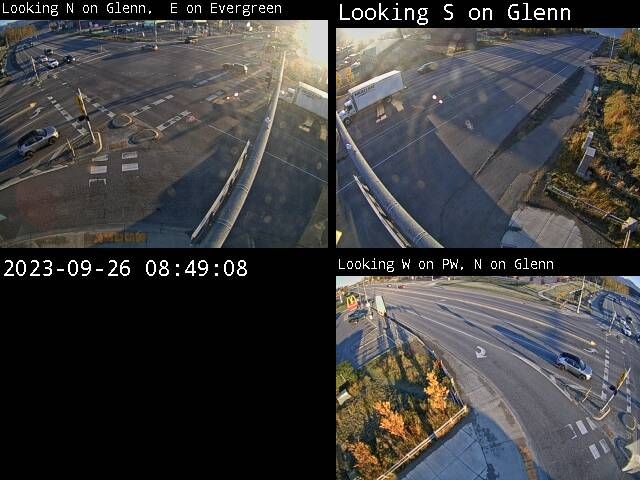 Looking N on Glenn,  E on Evergreen
Looking S on Glenn
2023-09-26 08:49:08
Looking W on PW, N on Glenn